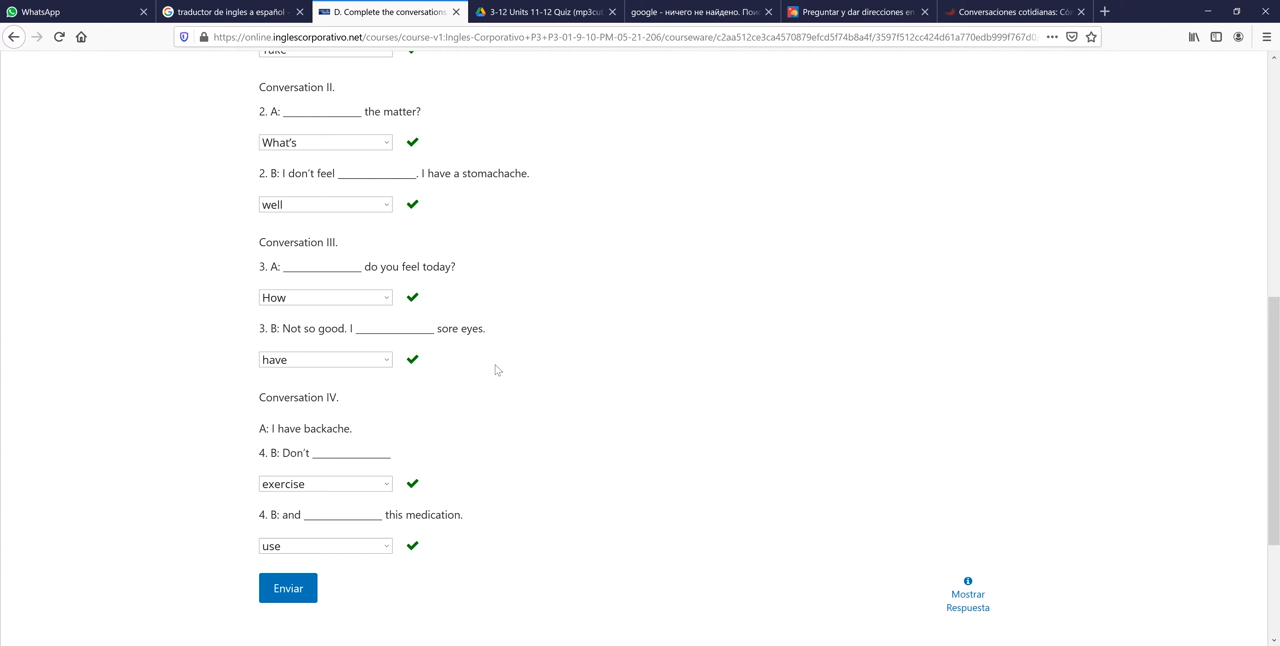 WhatsApp
traductor de ingles a español -
D. Complete the conversations
3-12 Units 11-12 Quiz (mp3cut
google - ничего не найдено. Пои
Preguntar y dar direcciones en
Conversaciones cotidianas: Có
https://online.inglescorporativo.net/courses/course-v1:Ingles-Corporativo+P3+P3-01-9-10-PM-05-21-206/courseware/c2aa512ce3ca4570879efcd5f74b8a4f/3597f512cc424d61a770edb999f767d0
Take
Conversation II.
2. A: ______________ the matter?
What's
2. B: I don't feel ______________. I have a stomachache.
well
Conversation III.
3. A: ______________ do you feel today?
How
3. B: Not so good. I ______________ sore eyes.
have
Conversation IV.
A: I have backache.
4. B: Don't ______________
exercise
4. B: and ______________ this medication.
use
Enviar
Mostrar
Respuesta